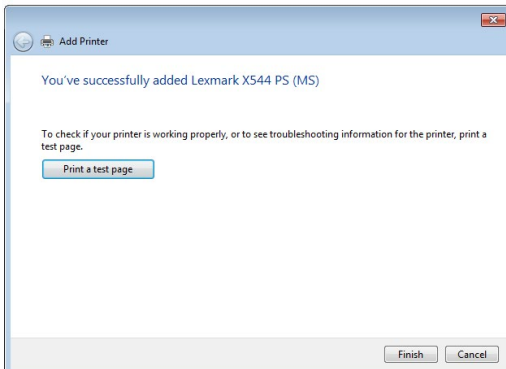 Add Printer
You've successfully added Lexmark X544 PS (MS)
To check if your printer is working properly, or to see troubleshooting information for the printer, print a
test page.
Print a test page
Finish Cancel